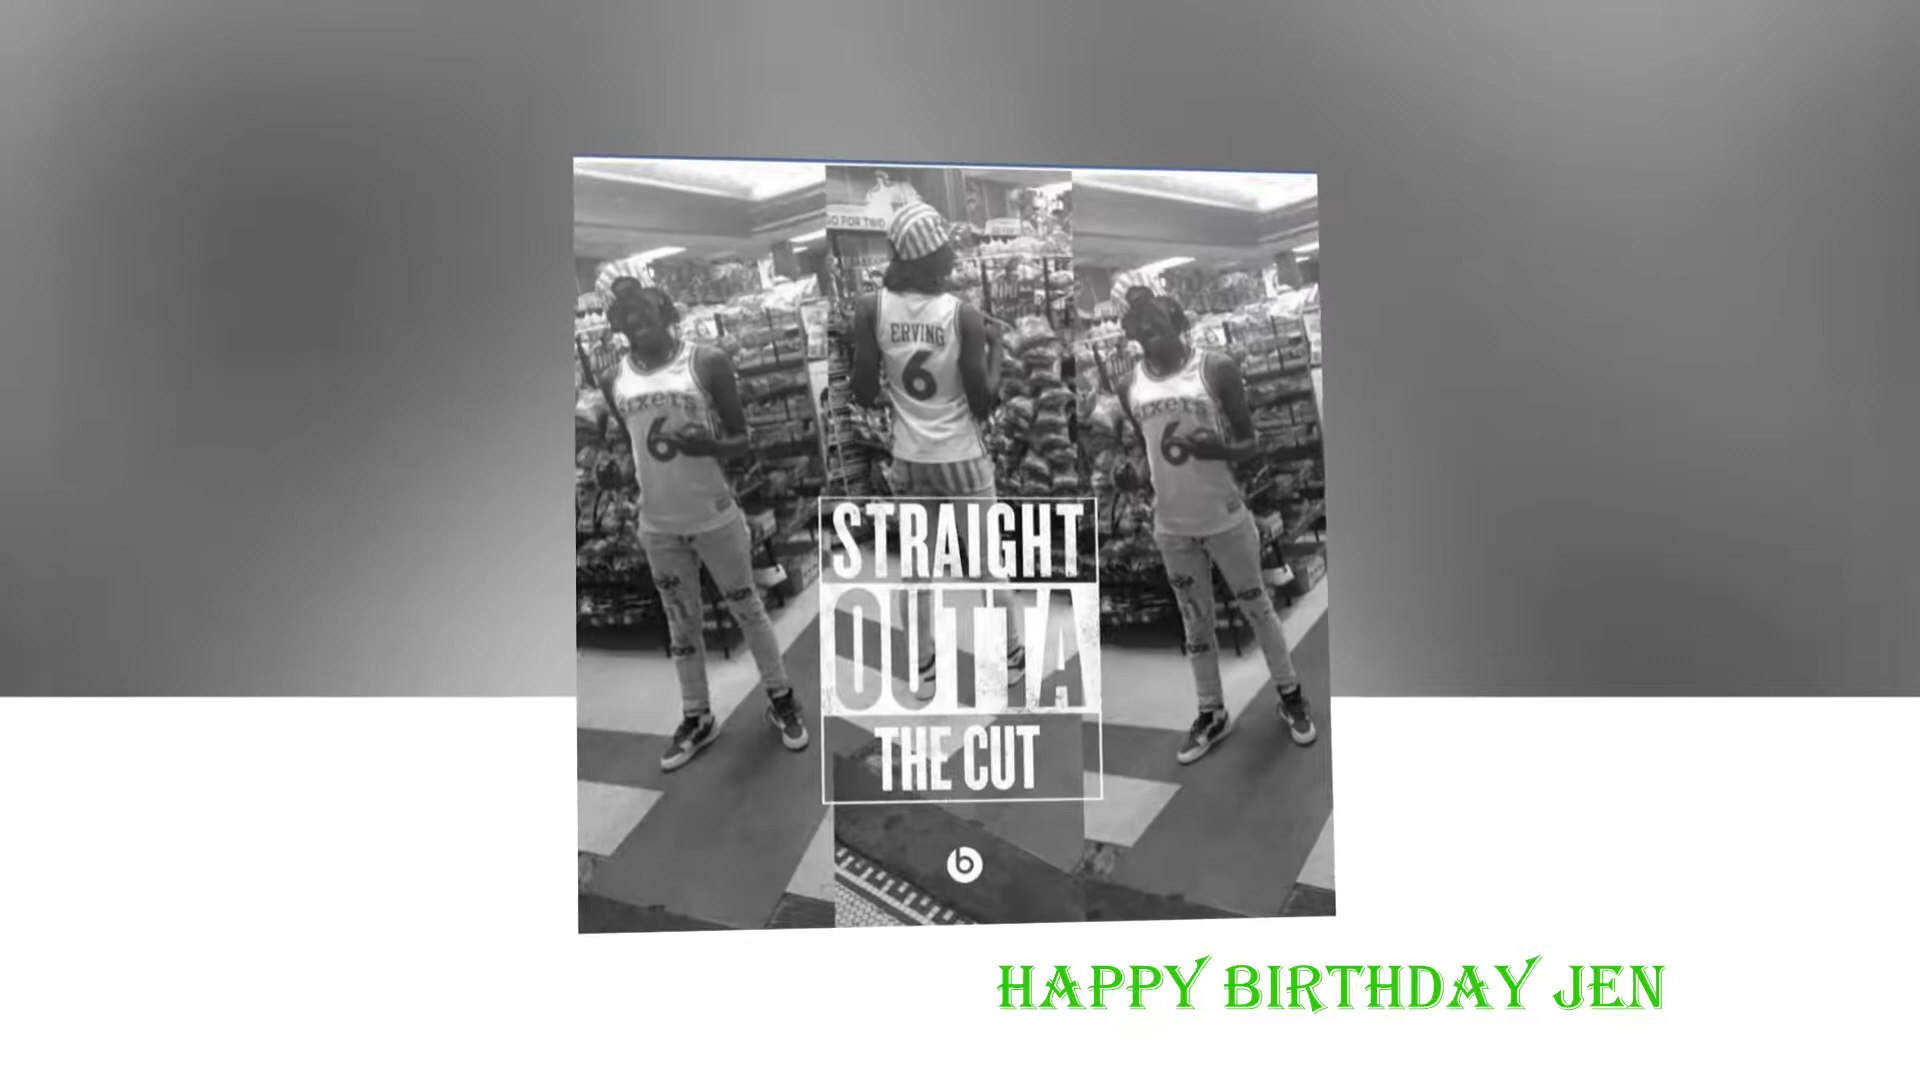 GO FOR TWO
ERVING
6
sixers
6
sixers
6
STRAIGHT
OUTTA
THE CUT
b
HAPPY BIRTHDAY JEN